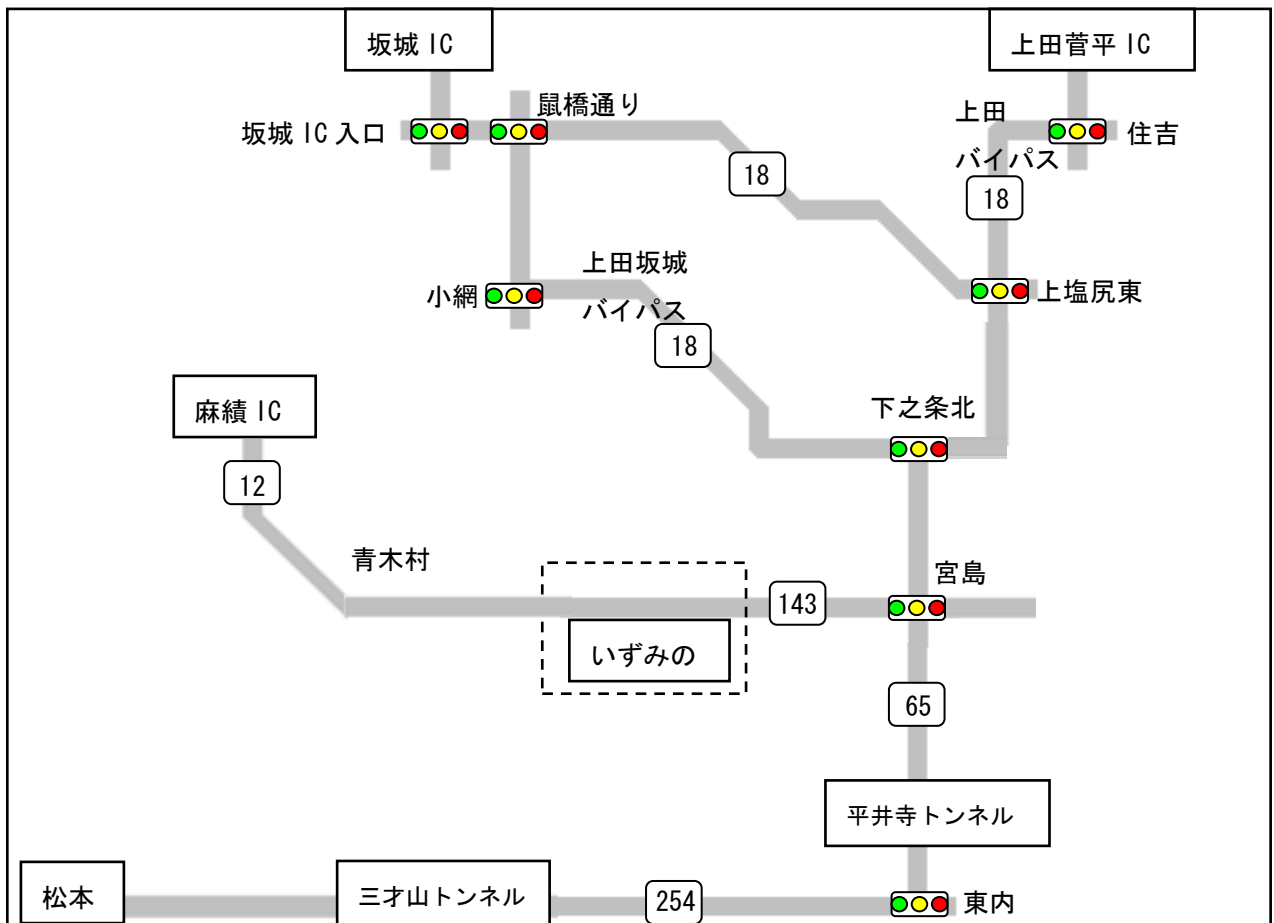 坂城 IC
上田菅平 IC
鼠橋通り
坂城 IC 入口
上田
バイパス
住吉
18
18
上田坂城
バイパス
小網
上塩尻東
18
麻績 IC
下之条北
12
青木村
宮島
143
いずみの
65
平井寺トンネル
松本
三才山トンネル
254
東内